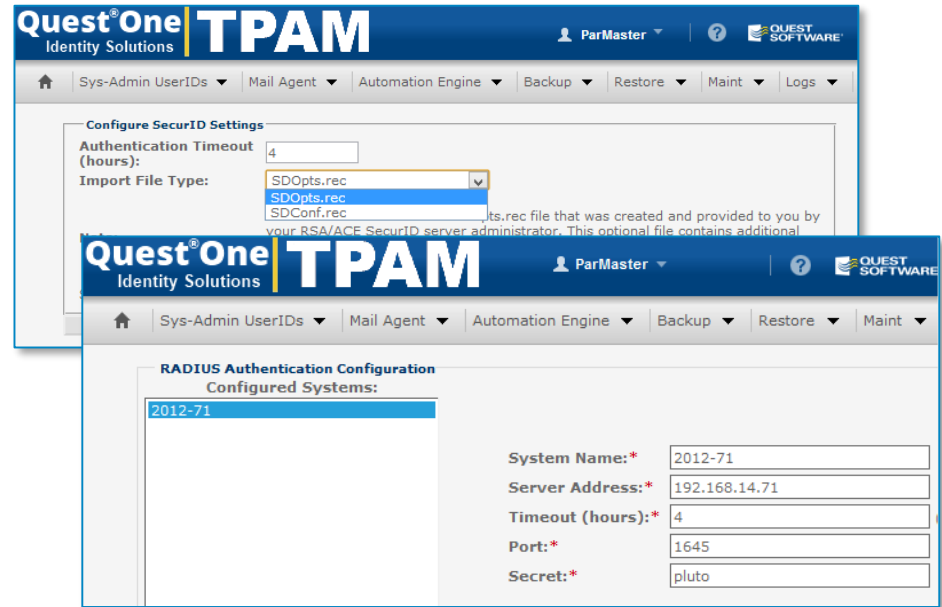 Quest®One TPAM
Identity Solutions
ParMaster
?
QUEST SOFTWARE®
Sys-Admin UserIDs Mail Agent Automation Engine Backup Restore Maint Logs
Configure SecurID Settings
Authentication Timeout (hours): 4
Import File Type: SDOpts.rec
SDOpts.rec
SDConf.rec
pts.rec file that was created and provided to you by
your RSA/ACE SecurID server administrator. This optional file contains additional
Quest®One TPAM
Identity Solutions
ParMaster
?
QUEST SOFTWARE
Sys-Admin UserIDs Mail Agent Automation Engine Backup Restore Maint
RADIUS Authentication Configuration
Configured Systems:
2012-71
System Name:* 2012-71
Server Address:* 192.168.14.71
Timeout (hours):* 4
Port:* 1645
Secret:* pluto